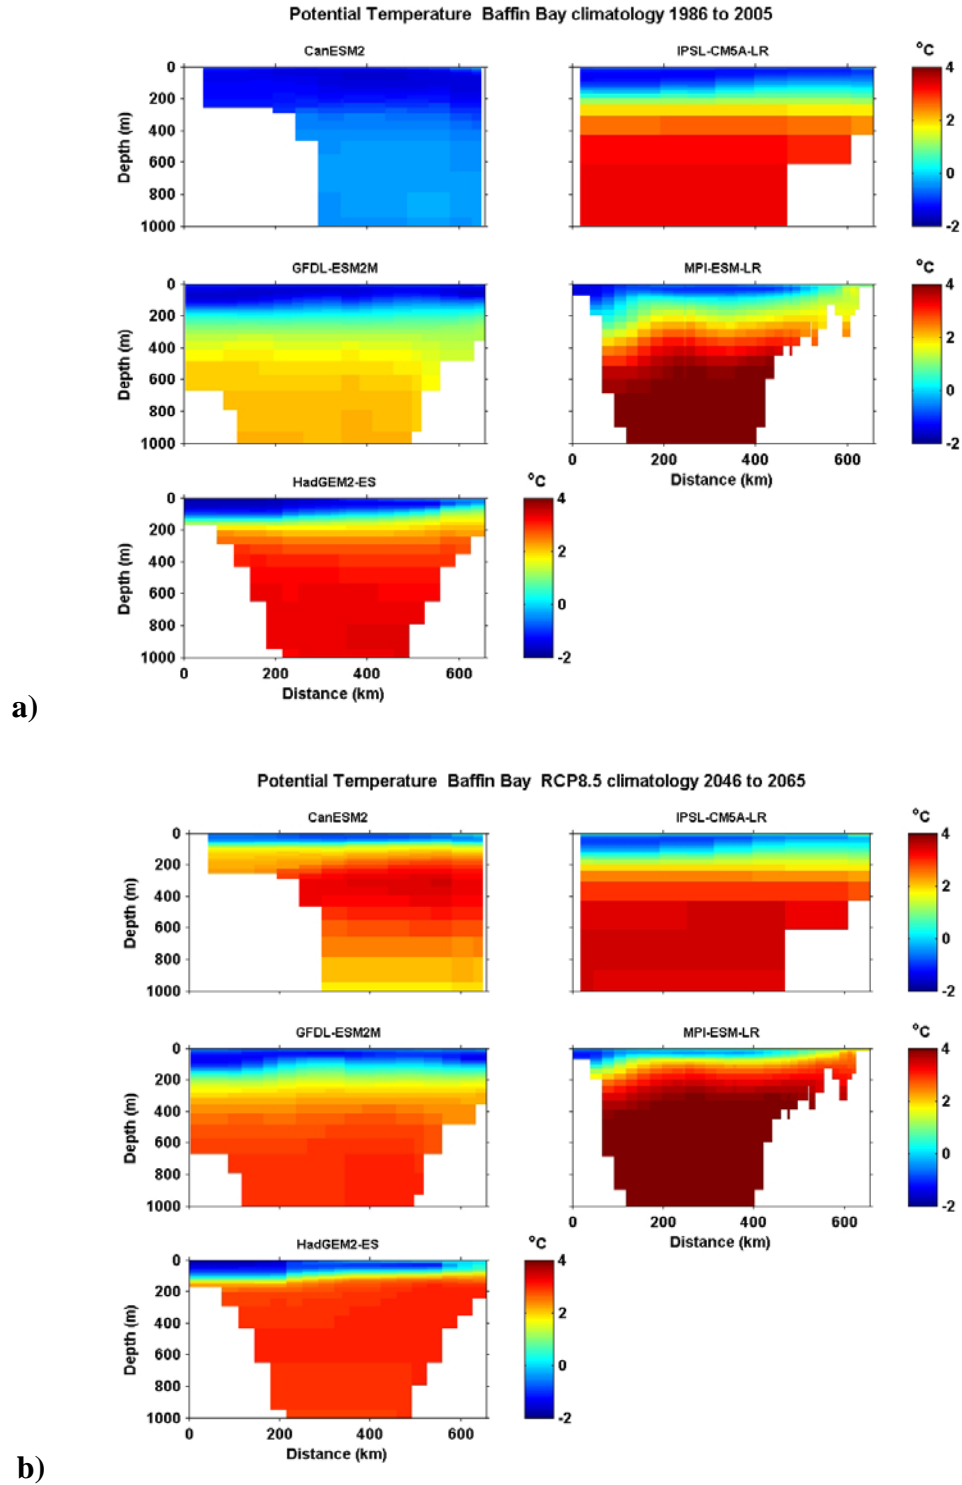 Potential Temperature Baffin Bay climatology 1986 to 2005
CanESM2
IPSL-CM5A-LR
°C
0
200
400
600
800
1000
Depth (m)
4
2
0
-2
GFDL-ESM2M
MPI-ESM-LR
°C
0
200
400
600
800
1000
Depth (m)
4
2
0
-2
0 200 400 600
Distance (km)
HadGEM2-ES
°C
0
200
400
600
800
1000
Depth (m)
4
2
0
-2
0 200 400 600
Distance (km)
a)
Potential Temperature Baffin Bay RCP8.5 climatology 2046 to 2065
CanESM2
IPSL-CM5A-LR
°C
0
200
400
600
800
1000
Depth (m)
4
2
0
-2
GFDL-ESM2M
MPI-ESM-LR
°C
0
200
400
600
800
1000
Depth (m)
4
2
0
-2
0 200 400 600
Distance (km)
HadGEM2-ES
°C
0
200
400
600
800
1000
Depth (m)
4
2
0
-2
0 200 400 600
Distance (km)
b)